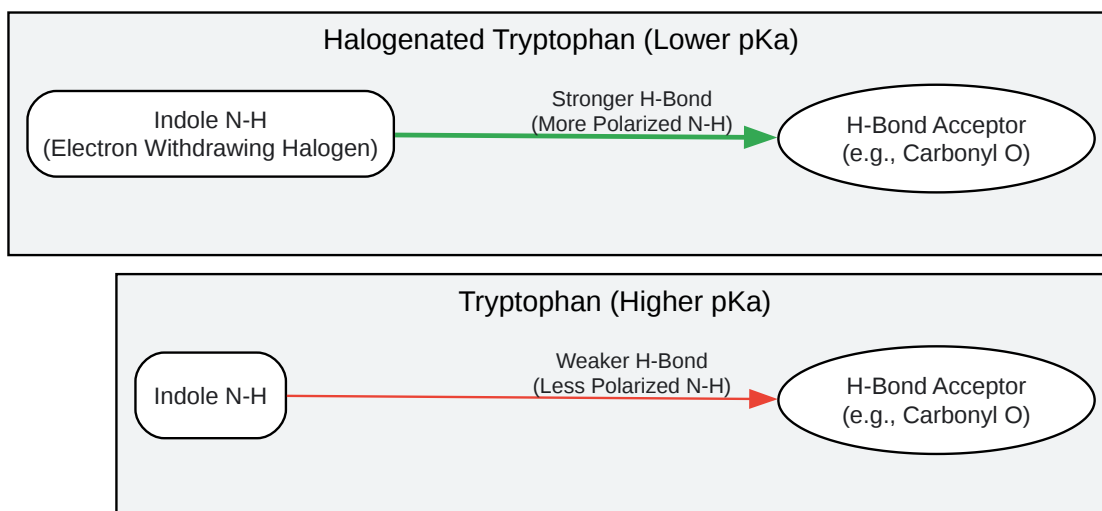 Halogenated Tryptophan (Lower pKa)
Indole N-H
(Electron Withdrawing Halogen)
Stronger H-Bond
(More Polarized N-H)
H-Bond Acceptor
(e.g., Carbonyl O)
Tryptophan (Higher pKa)
Indole N-H
Weaker H-Bond
(Less Polarized N-H)
H-Bond Acceptor
(e.g., Carbonyl O)